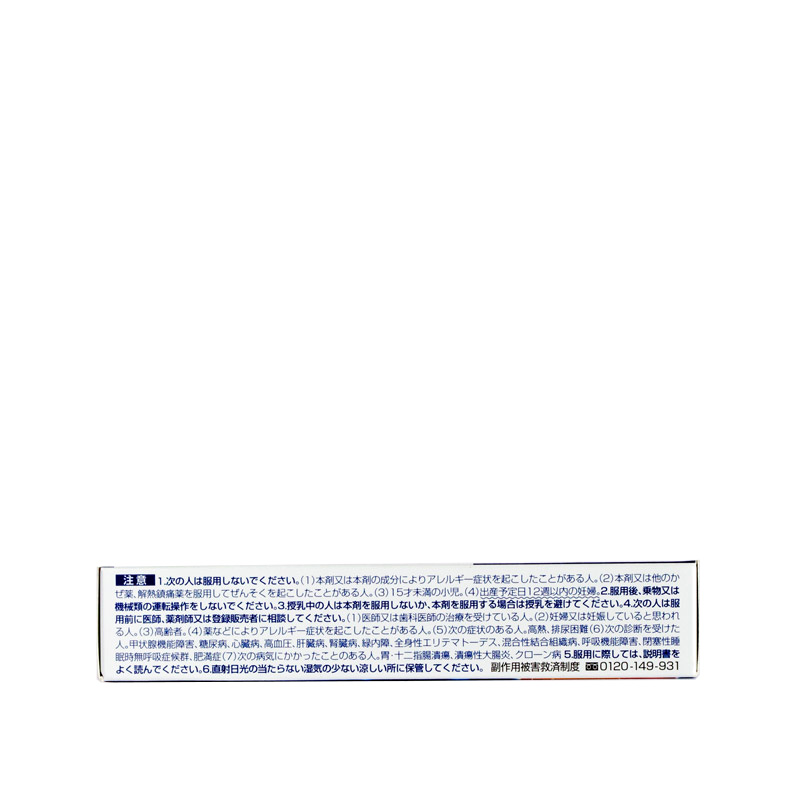 注意 1.次の人は服用しないでください。(1)本剤又は本剤の成分によりアレルギー症状を起こしたことがある人。(2)本剤又は他のか
ぜ薬、解熱鎮痛薬を服用してぜんそくを起こしたことがある人。(3)15才未満の小児。(4)出産予定日12週以内の妊婦。2.服用後、乗物又は
機械類の運転操作をしないでください。3.授乳中の人は本剤を服用しないか、本剤を服用する場合は授乳を避けてください。4.次の人は服
用前に医師、薬剤師又は登録販売者に相談してください。(1)医師又は歯科医師の治療を受けている人。(2)妊婦又は妊娠していると思われ
る人。(3)高齢者。(4)薬などによりアレルギー症状を起こしたことがある人。(5)次の症状のある人。高熱、排尿困難(6)次の診断を受けた
人。甲状腺機能障害、糖尿病、心臓病、高血圧、肝臓病、腎臓病、緑内障、全身性エリテマトーデス、混合性結合組織病、呼吸機能障害、閉塞性睡
眠時無呼吸症候群、肥満症(7)次の病気にかかったことのある人。胃・十二指腸潰瘍、潰瘍性大腸炎、クローン病 5.服用に際しては、説明書を
よく読んでください。6.直射日光の当たらない湿気の少ない涼しい所に保管してください。 副作用被害救済制度 0120-149-931